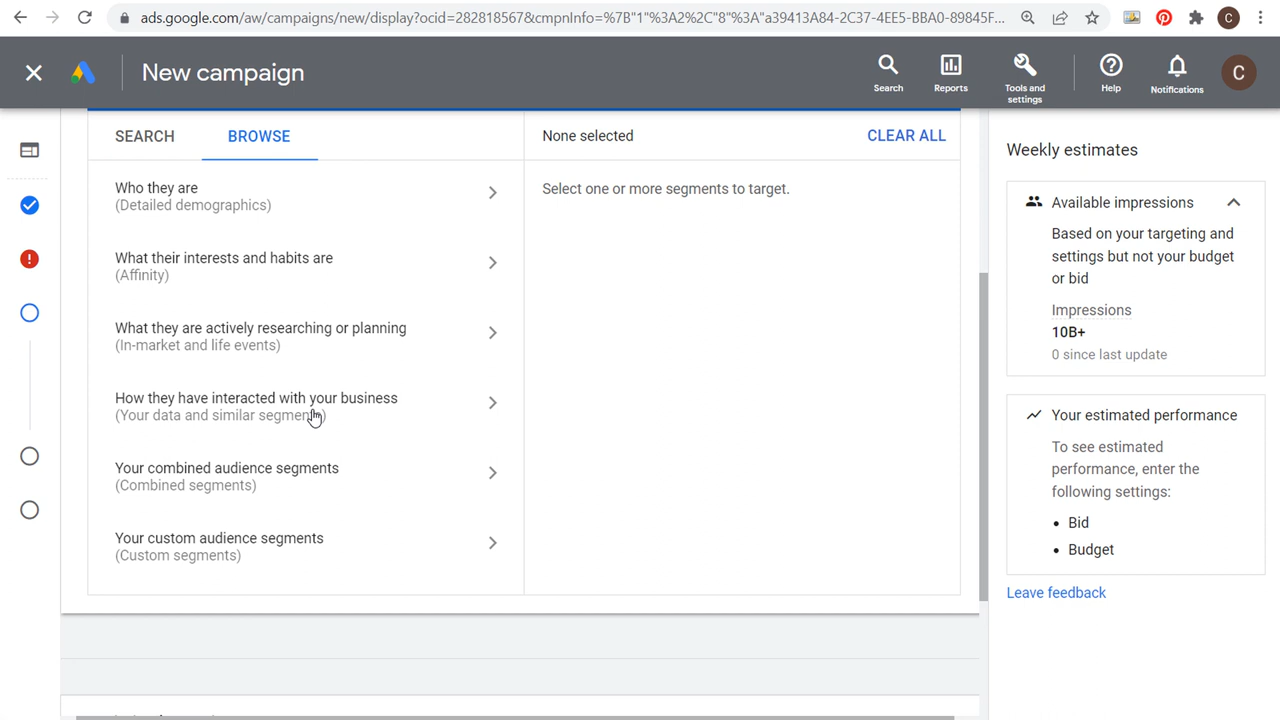 ads.google.com/aw/campaigns/new/display?ocid=282818567&cmpnInfo=%7B"1"%3A2%2C"8"%3A"a39413A84-2C37-4EE5-BBA0-89845F...
C
New campaign
Search
Reports
Tools and
settings
Help
Notifications
C
SEARCH
BROWSE
None selected
CLEAR ALL
Who they are
(Detailed demographics)
What their interests and habits are
(Affinity)
What they are actively researching or planning
(In-market and life events)
How they have interacted with your business
(Your data and similar segments)
Your combined audience segments
(Combined segments)
Your custom audience segments
(Custom segments)
Select one or more segments to target.
Weekly estimates
Available impressions
Based on your targeting and
settings but not your budget
or bid
Impressions
10B+
0 since last update
Your estimated performance
To see estimated
performance, enter the
following settings:
• Bid
• Budget
Leave feedback